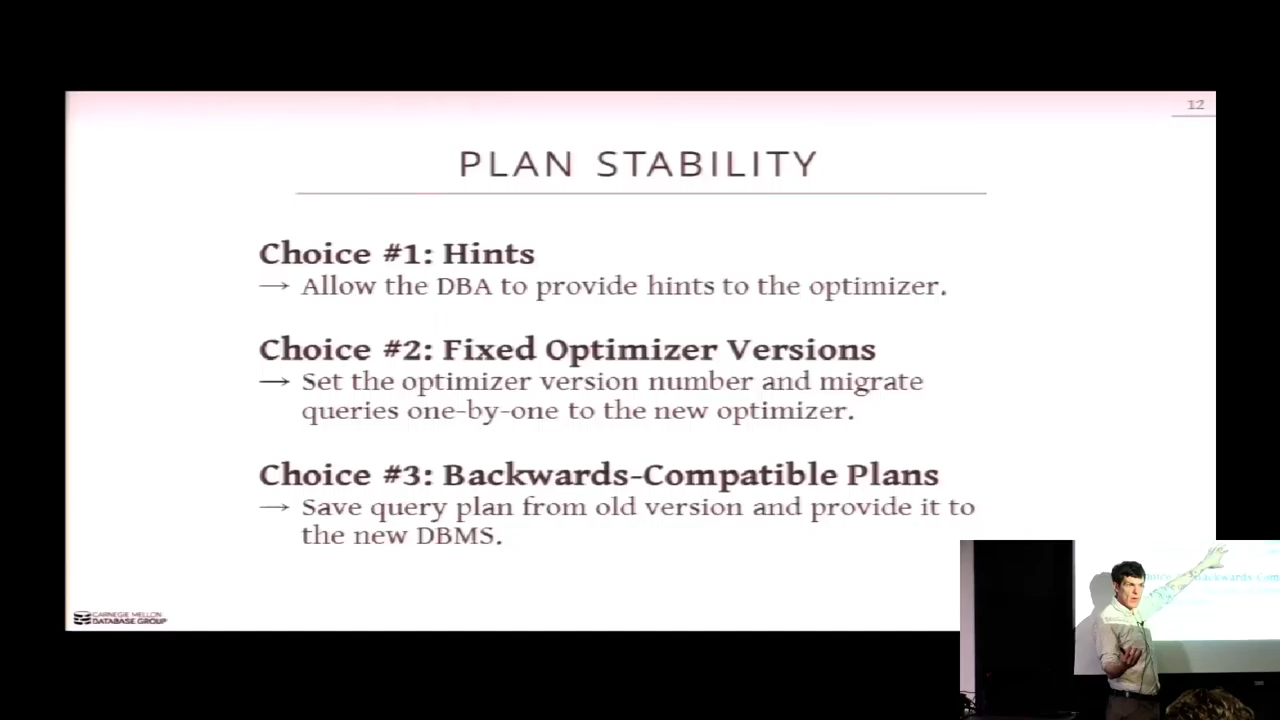 12
PLAN STABILITY
Choice #1: Hints
→ Allow the DBA to provide hints to the optimizer.
Choice #2: Fixed Optimizer Versions
→ Set the optimizer version number and migrate
queries one-by-one to the new optimizer.
Choice #3: Backwards-Compatible Plans
→ Save query plan from old version and provide it to
the new DBMS.
CARNEGIE MELLON
DATABASE GROUP
Backwards-Com